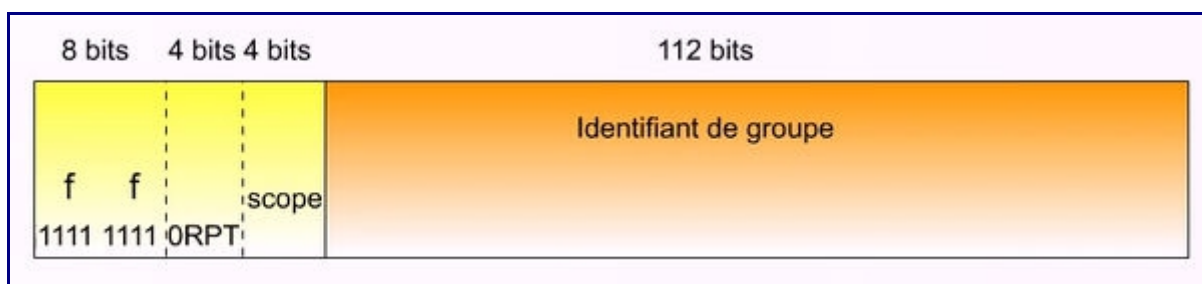 8 bits 4 bits 4 bits 112 bits
Identifiant de groupe
f f
scope
1111 1111 0RPT